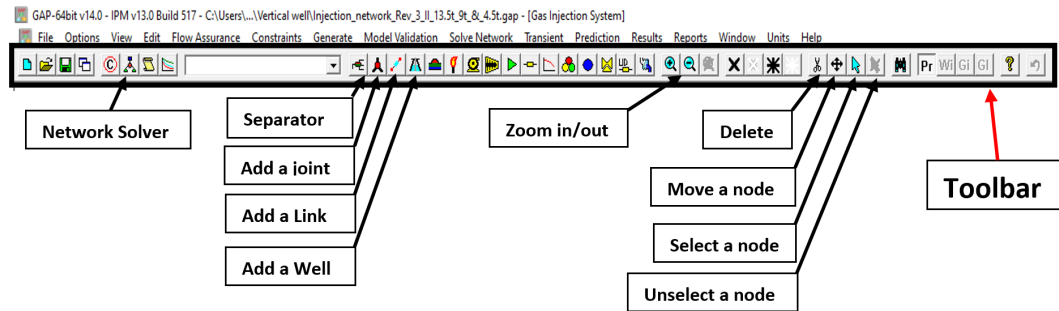 GAP-64bit v14.0 - IPM v13.0 Build 517 - C:\Users\...\Vertical well\Injection_network_Rev_3_II_13.5t_9t_&_4.5t.gap - [Gas Injection System]
File Options View Edit Flow Assurance Constraints Generate Model Validation Solve Network Transient Prediction Results Reports Window Units Help
Pr Wi Gi GI
Network Solver
Separator
Zoom in/out
Delete
Add a joint
Move a node
Toolbar
Add a Link
Select a node
Add a Well
Unselect a node